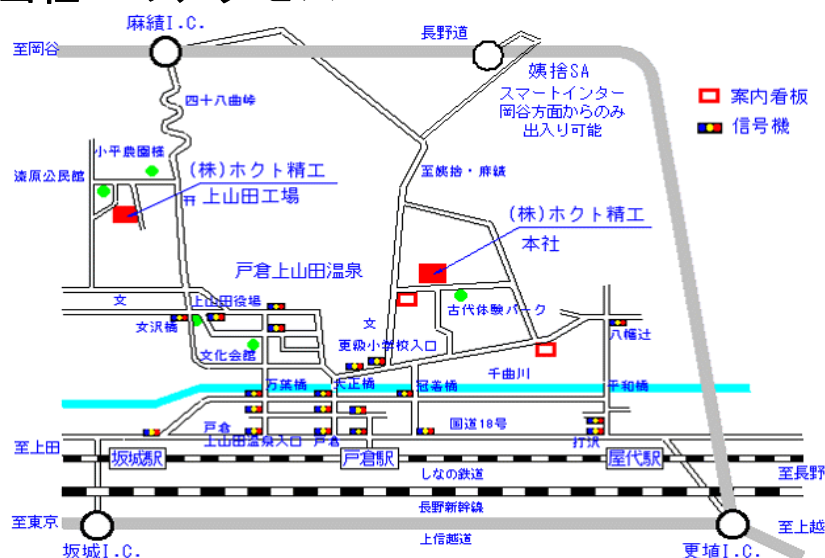 麻績I.C.
至岡谷
長野道
姨捨SA
スマートインター
岡谷方面からのみ
出入り可能
案内看板
信号機
四十八曲峠
小平農園様
漆原公民館
(株)ホクト精工
上山田工場
至姨捨・麻績
(株)ホクト精工
本社
戸倉上山田温泉
古代体験パーク
文
上山田役場
女沢橋
文
更級小学校入口
八幡辻
文化会館
千曲川
万葉橋
大正橋
冠着橋
平和橋
戸倉
上山田温泉入口
戸倉
国道18号
打沢
至上田
坂城駅
戸倉駅
屋代駅
しなの鉄道
至長野
長野新幹線
至東京
上信越道
至上越
坂城I.C.
更埴I.C.